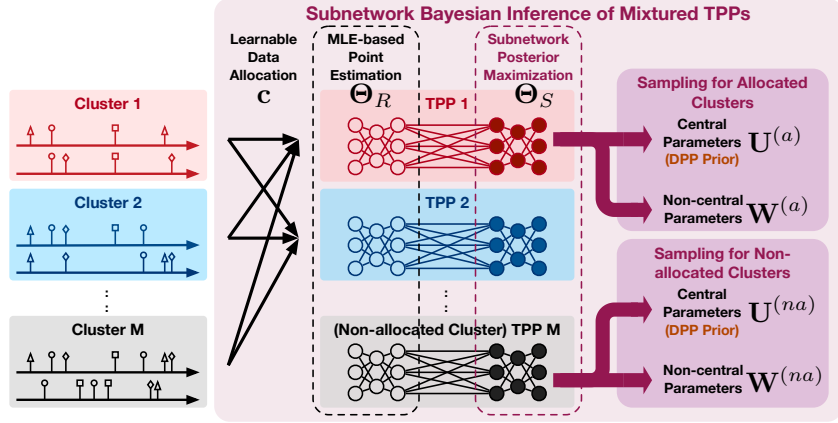 Subnetwork Bayesian Inference of Mixtured TPPs
Learnable
Data
Allocation
c
MLE-based
Point
Estimation
Θ_R
Subnetwork
Posterior
Maximization
Θ_S
Cluster 1
Cluster 2
⋮
Cluster M
TPP 1
TPP 2
⋮
(Non-allocated Cluster) TPP M
Sampling for Allocated
Clusters
Central
Parameters U^(a)
(DPP Prior)
Non-central
Parameters W^(a)
Sampling for Non-
allocated Clusters
Central
Parameters U^(na)
(DPP Prior)
Non-central
Parameters W^(na)